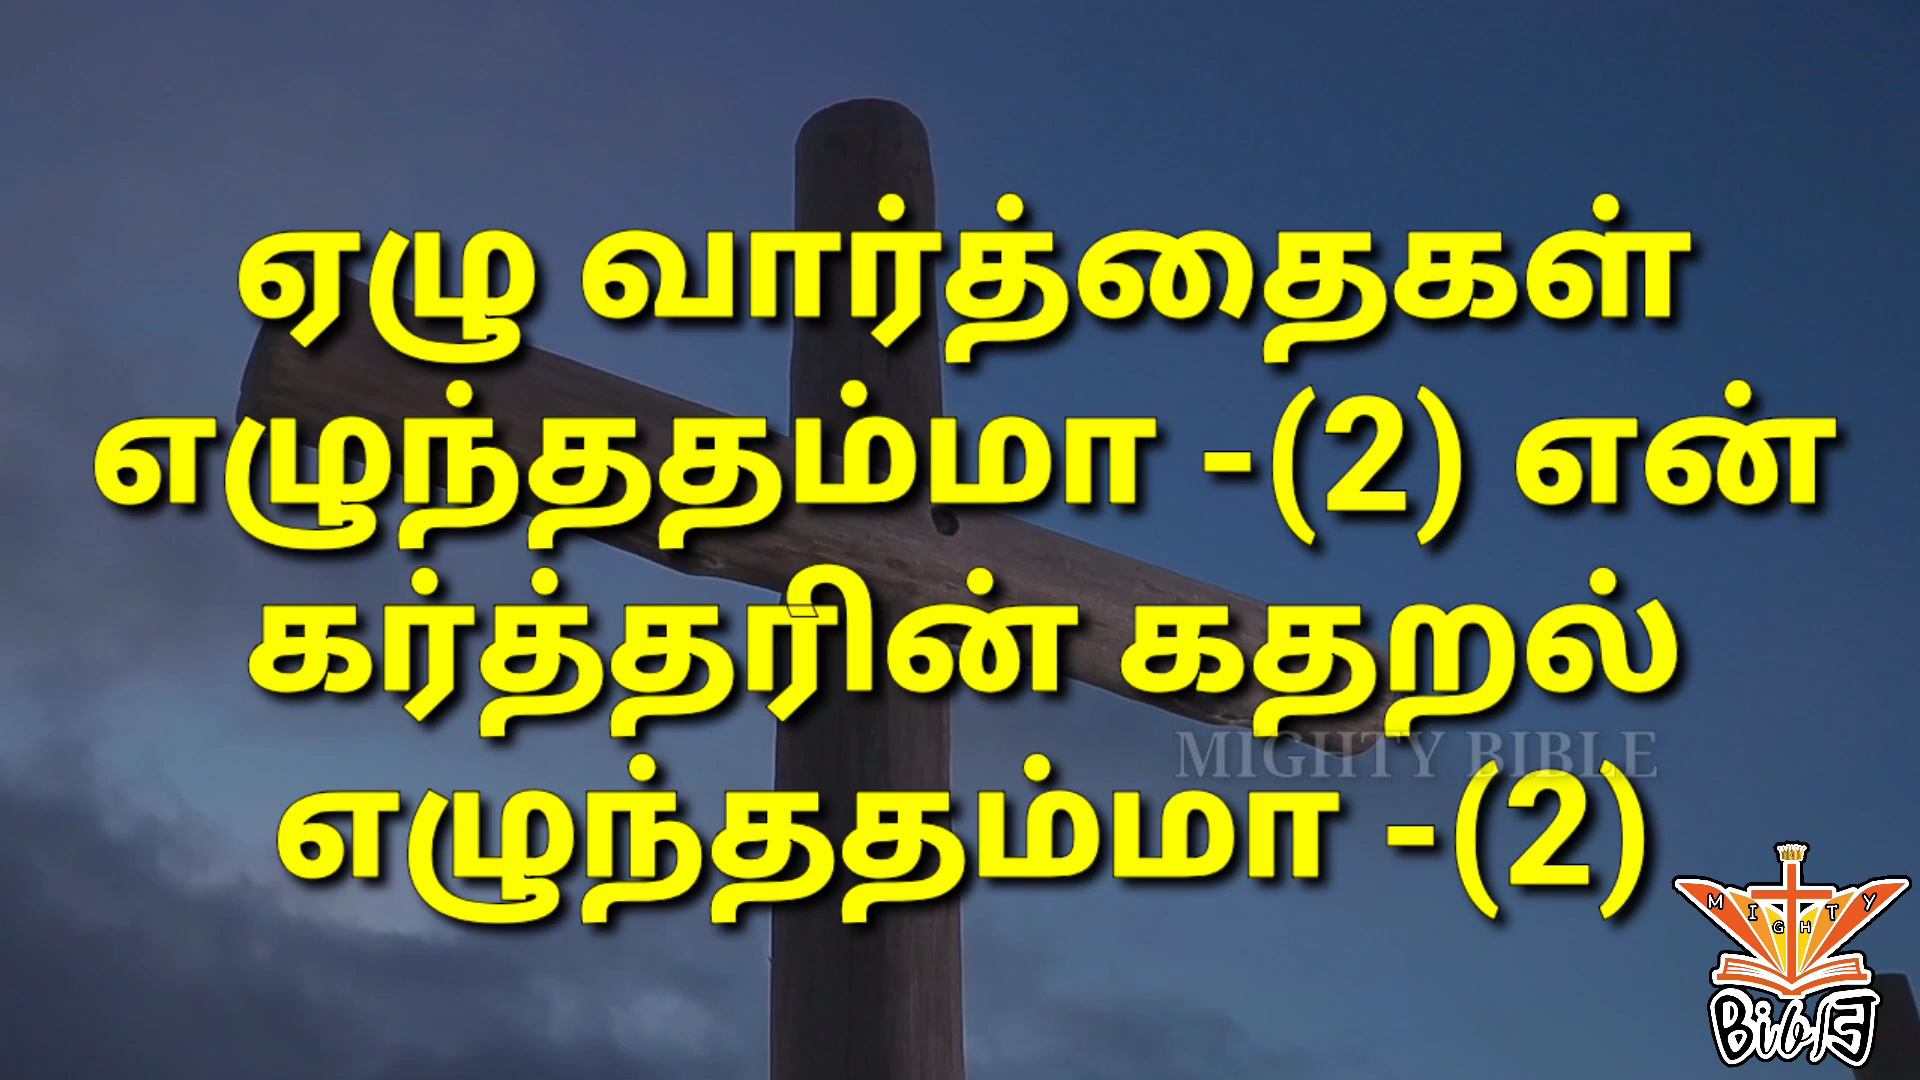 ஏழு வார்த்தைகள்
எழுந்ததம்மா -(2) என்
கர்த்தரின் கதறல்
எழுந்ததம்மா -(2)
MIGHTY BIBLE
MIGHTY
Bible